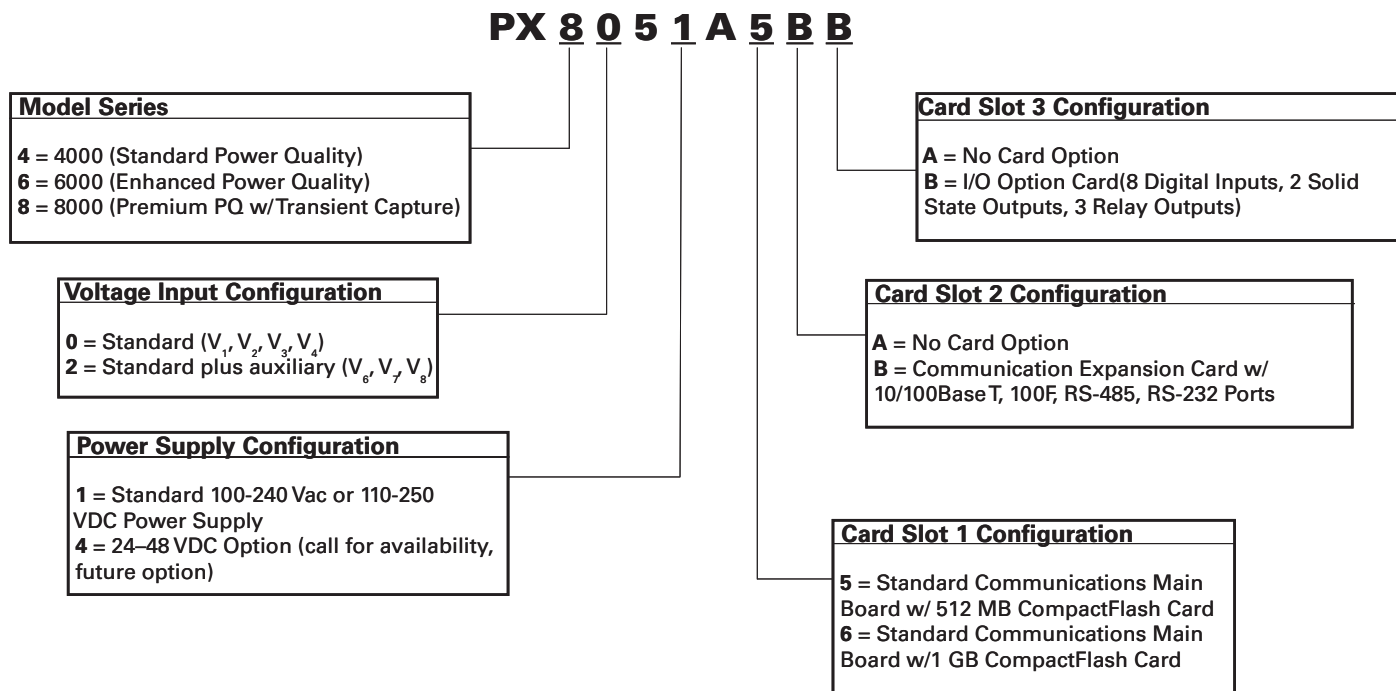 PX 8 0 5 1 A 5 B B
Model Series
4 = 4000 (Standard Power Quality)
6 = 6000 (Enhanced Power Quality)
8 = 8000 (Premium PQ w/Transient Capture)
Voltage Input Configuration
0 = Standard (V1, V2, V3, V4)
2 = Standard plus auxiliary (V6, V7, V8)
Power Supply Configuration
1 = Standard 100-240 Vac or 110-250
VDC Power Supply
4 = 24–48 VDC Option (call for availability,
future option)
Card Slot 3 Configuration
A = No Card Option
B = I/O Option Card(8 Digital Inputs, 2 Solid
State Outputs, 3 Relay Outputs)
Card Slot 2 Configuration
A = No Card Option
B = Communication Expansion Card w/
10/100Base T, 100F, RS-485, RS-232 Ports
Card Slot 1 Configuration
5 = Standard Communications Main
Board w/ 512 MB CompactFlash Card
6 = Standard Communications Main
Board w/1 GB CompactFlash Card